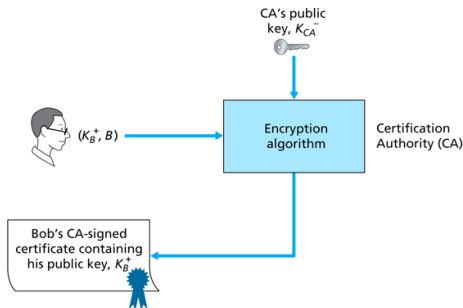 CA's public
key, K_CA^-
(K_B^+, B)
Encryption
algorithm
Certification
Authority (CA)
Bob's CA-signed
certificate containing
his public key, K_B^+